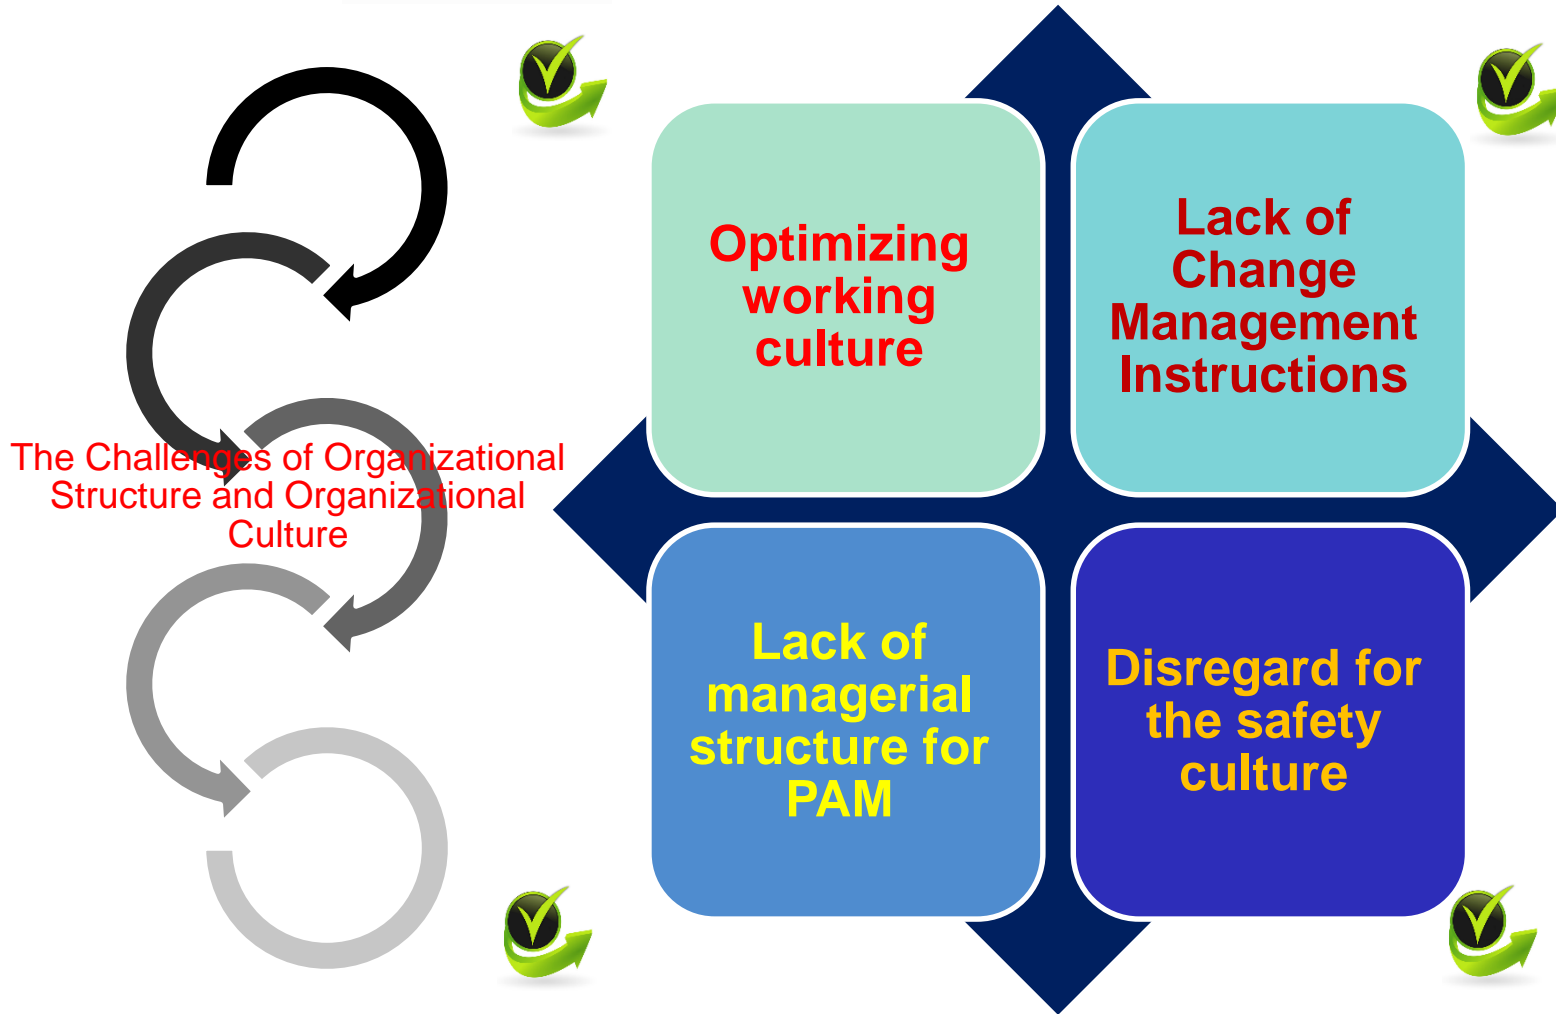 The Challenges of Organizational
Structure and Organizational
Culture
Optimizing
working
culture
Lack of
Change
Management
Instructions
Lack of
managerial
structure for
PAM
Disregard for
the safety
culture